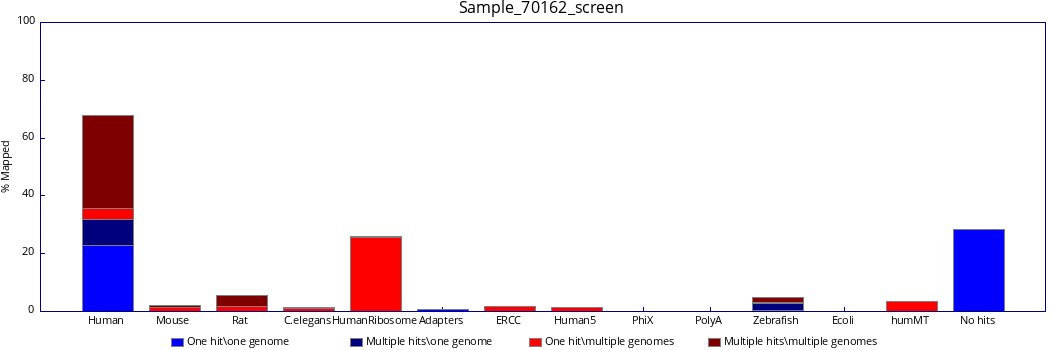 Sample_70162_screen
100
80
60
40
20
0
% Mapped
Human Mouse Rat C.elegans HumanRibosome Adapters ERCC Human5 PhiX PolyA Zebrafish Ecoli humMT No hits
One hit\one genome Multiple hits\one genome One hit\multiple genomes Multiple hits\multiple genomes